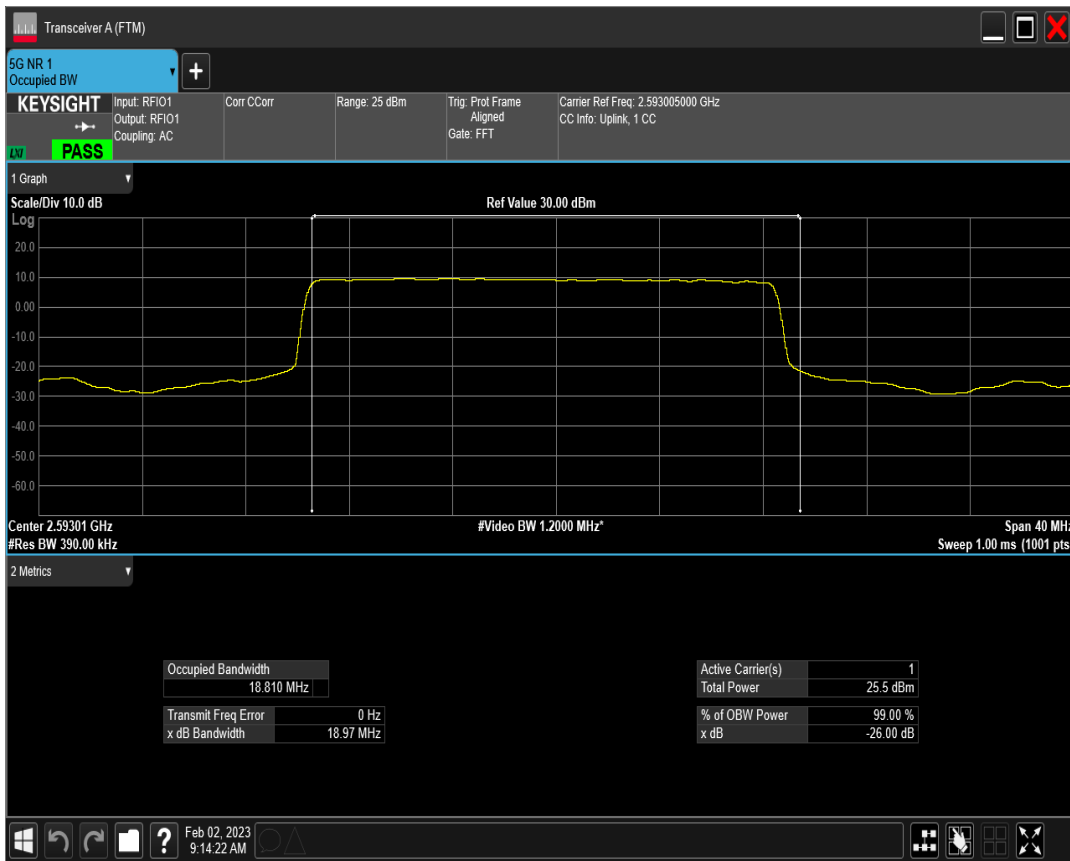 Transceiver A (FTM)
5G NR 1
Occupied BW
+
KEYSIGHT
LXI
PASS
Input: RFIO1
Output: RFIO1
Coupling: AC
Corr CCorr
Range: 25 dBm
Trig: Prot Frame
Aligned
Gate: FFT
Carrier Ref Freq: 2.593005000 GHz
CC Info: Uplink, 1 CC
1 Graph
Scale/Div 10.0 dB
Ref Value 30.00 dBm
Log
20.0
10.0
0.00
-10.0
-20.0
-30.0
-40.0
-50.0
-60.0
Center 2.59301 GHz
#Video BW 1.2000 MHz*
Span 40 MHz
#Res BW 390.00 kHz
Sweep 1.00 ms (1001 pts
2 Metrics
Occupied Bandwidth
18.810 MHz
Transmit Freq Error 0 Hz
x dB Bandwidth 18.97 MHz
Active Carrier(s) 1
Total Power 25.5 dBm
% of OBW Power 99.00 %
x dB -26.00 dB
?
Feb 02, 2023
9:14:22 AM